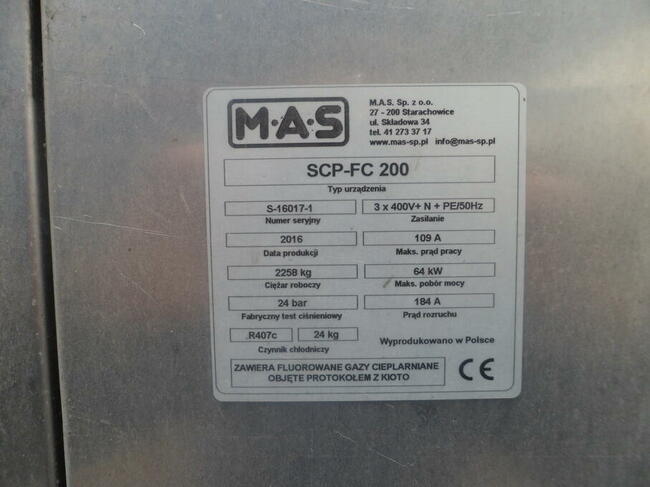 M·A·S
M.A.S. Sp. z o.o.
27 - 200 Starachowice
ul. Składowa 34
tel. 41 273 37 17
www.mas-sp.pl info@mas-sp.pl
SCP-FC 200
Typ urządzenia
S-16017-1 3 x 400V+ N + PE/50Hz
Numer seryjny Zasilanie
2016 109 A
Data produkcji Maks. prąd pracy
2258 kg 64 kW
Ciężar roboczy Maks. pobór mocy
24 bar 184 A
Fabryczny test ciśnieniowy Prąd rozruchu
R407c 24 kg
Czynnik chłodniczy
Wyprodukowano w Polsce
ZAWIERA FLUOROWANE GAZY CIEPLARNIANE
OBJĘTE PROTOKOŁEM Z KIOTO
CE